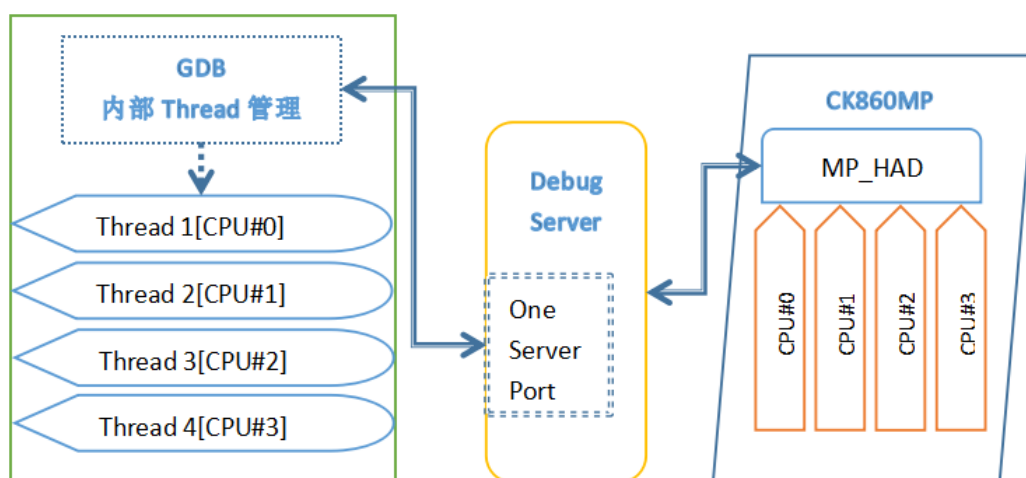 GDB
内部 Thread 管理
Thread 1[CPU#0]
Thread 2[CPU#1]
Thread 3[CPU#2]
Thread 4[CPU#3]
Debug
Server
One
Server
Port
CK860MP
MP_HAD
CPU#0
CPU#1
CPU#2
CPU#3